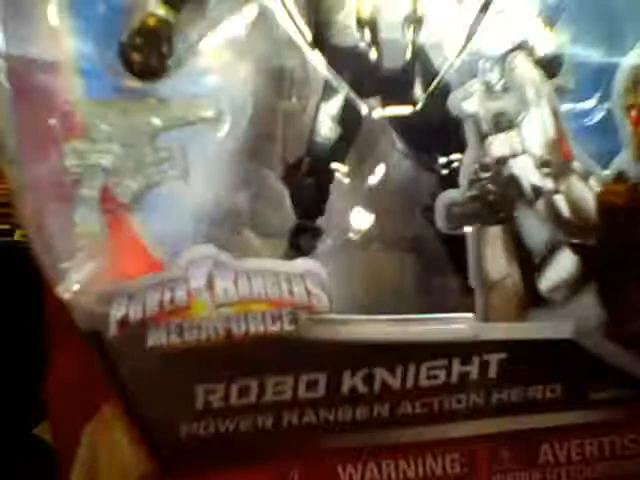 POWER RANGERS
MEGAFORCE
ROBO KNIGHT
POWER RANGER ACTION HERO
WARNING:
AVERTIS